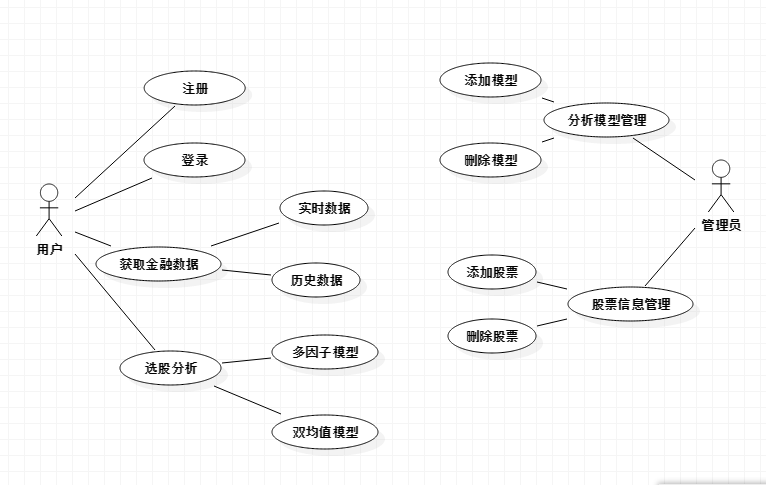 注册
登录
用户
获取金融数据
实时数据
历史数据
选股分析
多因子模型
双均值模型
添加模型
分析模型管理
删除模型
管理员
添加股票
股票信息管理
删除股票